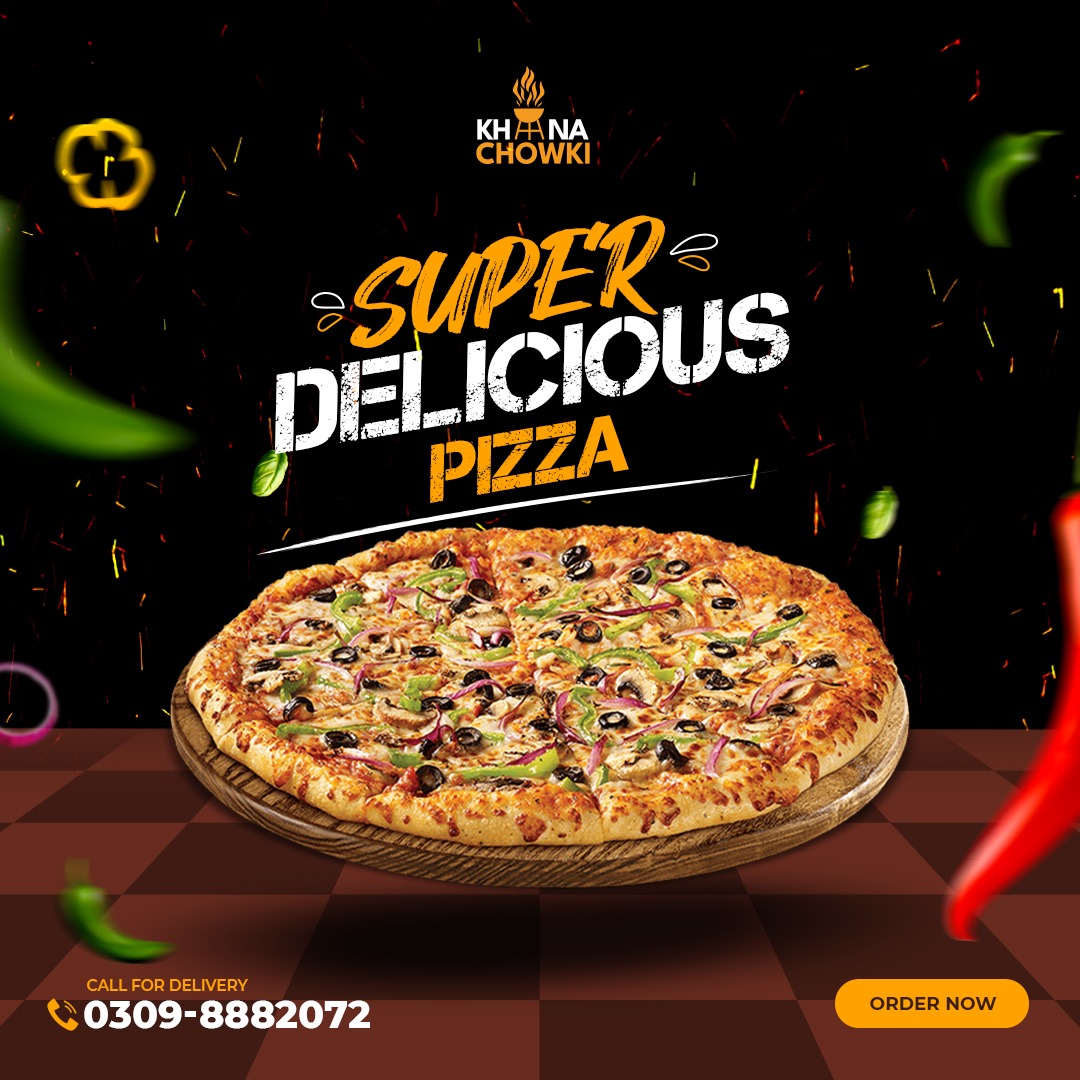 KHANA
CHOWKI
SUPER
DELICIOUS
PIZZA
CALL FOR DELIVERY
0309-8882072
ORDER NOW